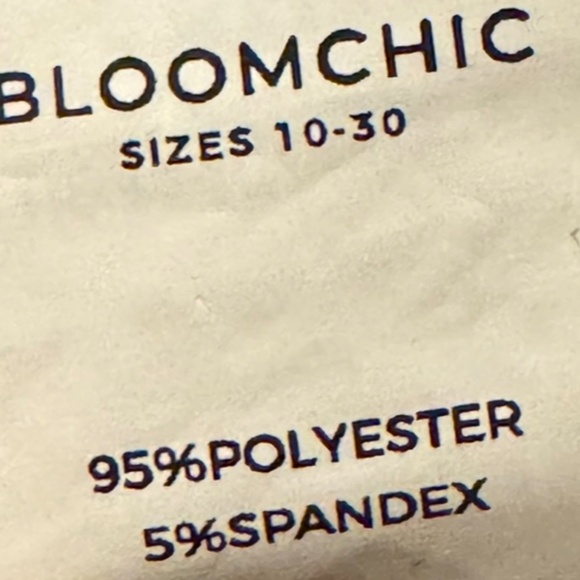 BLOOMCHIC
SIZES 10-30
95%POLYESTER
5%SPANDEX